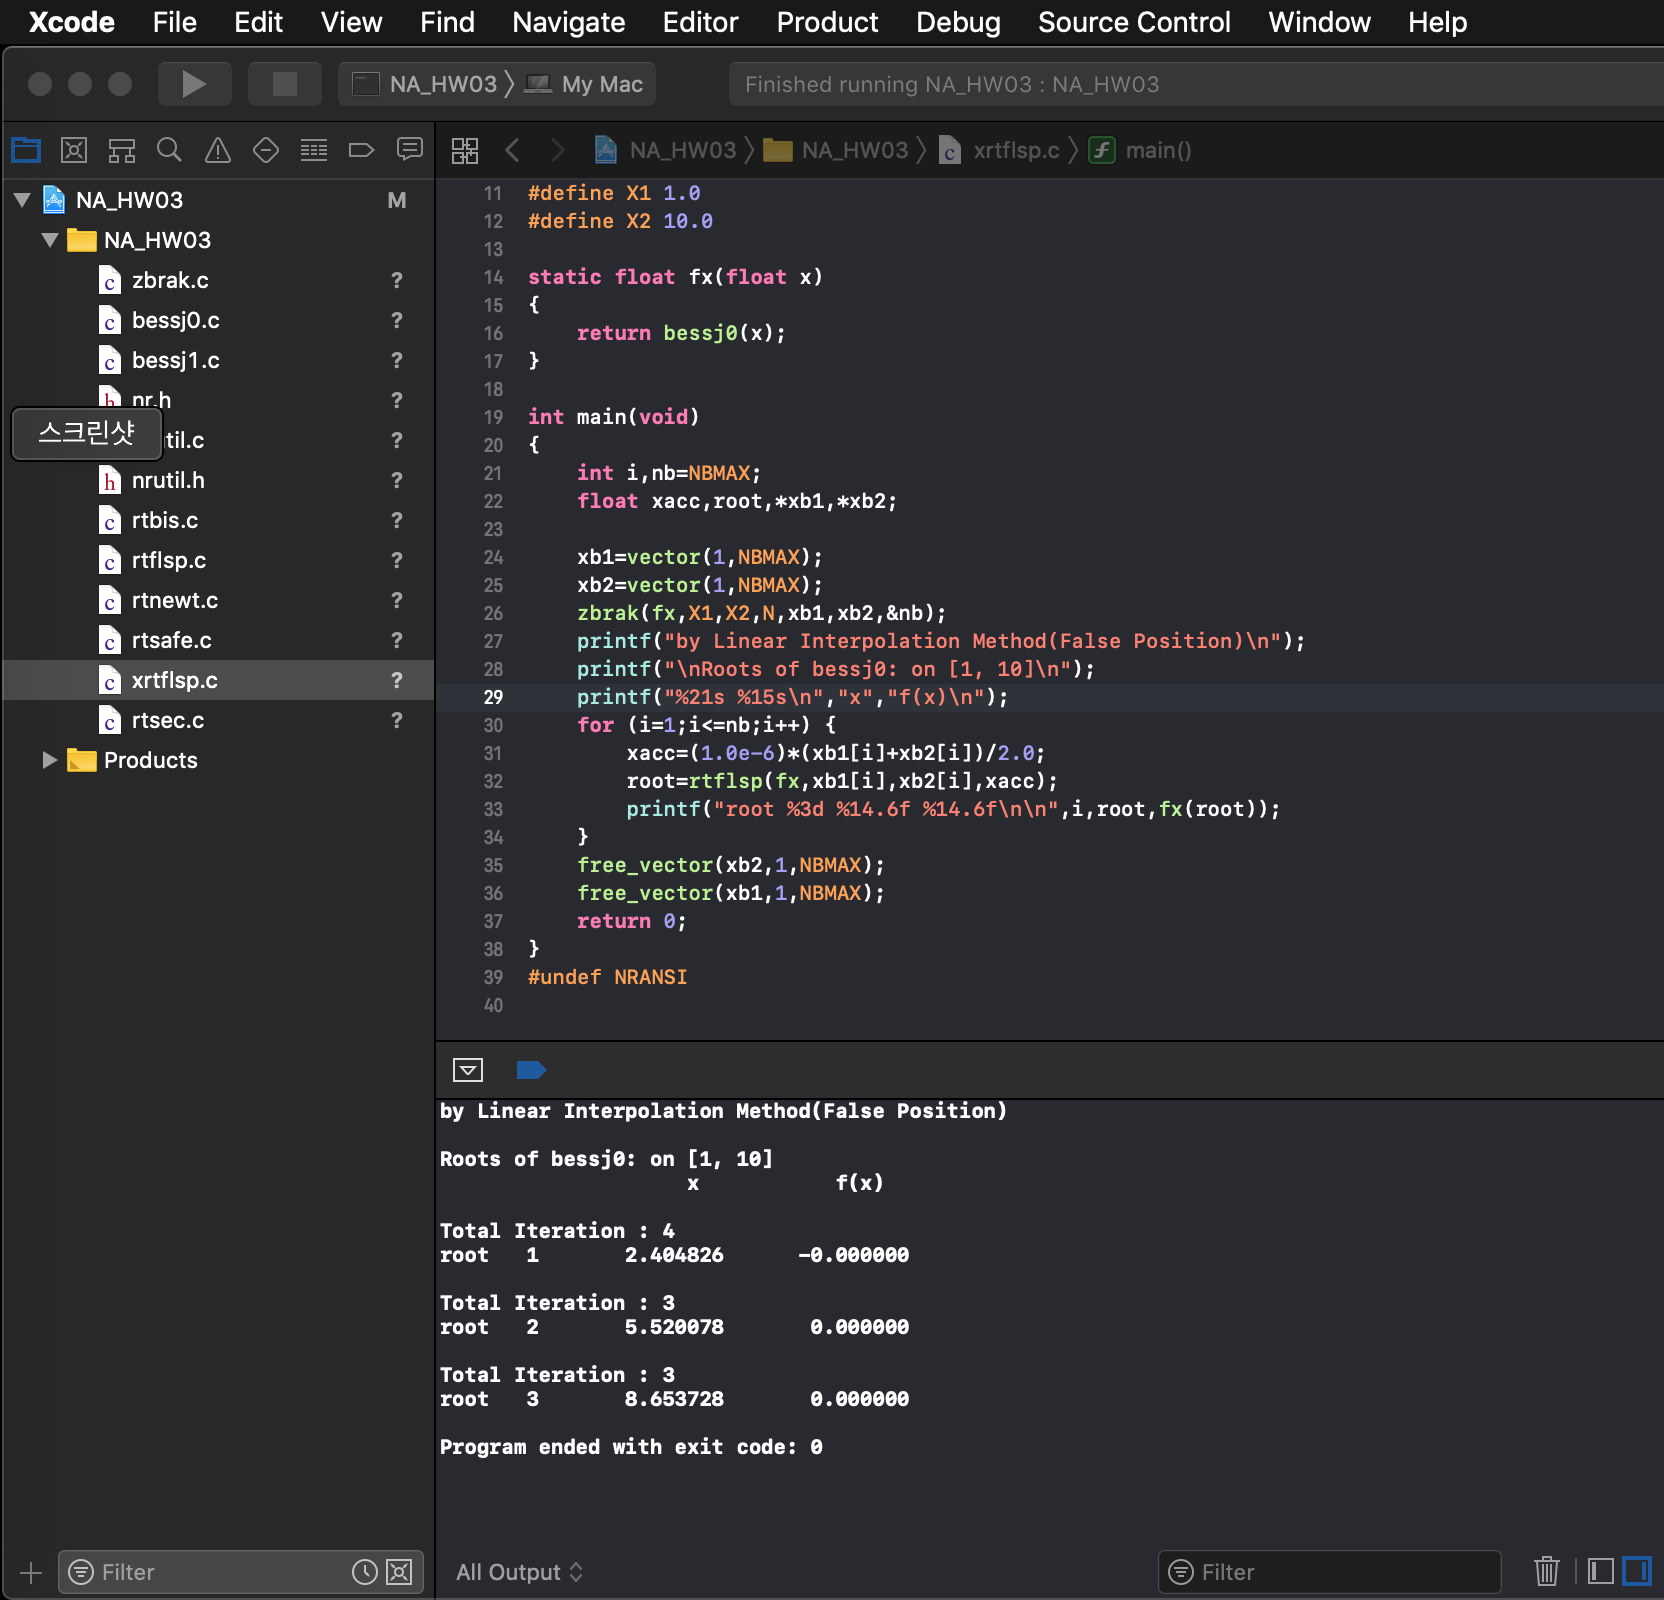 Xcode File Edit View Find Navigate Editor Product Debug Source Control Window Help
NA_HW03 My Mac Finished running NA_HW03 : NA_HW03
NA_HW03 NA_HW03 xrtflsp.c main()
NA_HW03 M
NA_HW03
zbrak.c ?
bessj0.c ?
bessj1.c ?
nr.h ?
스크린샷 til.c ?
nrutil.h ?
rtbis.c ?
rtflsp.c ?
rtnewt.c ?
rtsafe.c ?
xrtflsp.c ?
rtsec.c ?
Products
Filter
11 #define X1 1.0
12 #define X2 10.0
13
14 static float fx(float x)
15 {
16     return bessj0(x);
17 }
18
19 int main(void)
20 {
21     int i,nb=NBMAX;
22     float xacc,root,*xb1,*xb2;
23
24     xb1=vector(1,NBMAX);
25     xb2=vector(1,NBMAX);
26     zbrak(fx,X1,X2,N,xb1,xb2,&nb);
27     printf("by Linear Interpolation Method(False Position)\n");
28     printf("\nRoots of bessj0: on [1, 10]\n");
29     printf("%21s %15s\n","x","f(x)\n");
30     for (i=1;i<=nb;i++) {
31         xacc=(1.0e-6)*(xb1[i]+xb2[i])/2.0;
32         root=rtflsp(fx,xb1[i],xb2[i],xacc);
33         printf("root %3d %14.6f %14.6f\n\n",i,root,fx(root));
34     }
35     free_vector(xb2,1,NBMAX);
36     free_vector(xb1,1,NBMAX);
37     return 0;
38 }
39 #undef NRANSI
40
by Linear Interpolation Method(False Position)
Roots of bessj0: on [1, 10]
x f(x)
Total Iteration : 4
root 1 2.404826 -0.000000
Total Iteration : 3
root 2 5.520078 0.000000
Total Iteration : 3
root 3 8.653728 0.000000
Program ended with exit code: 0
All Output Filter